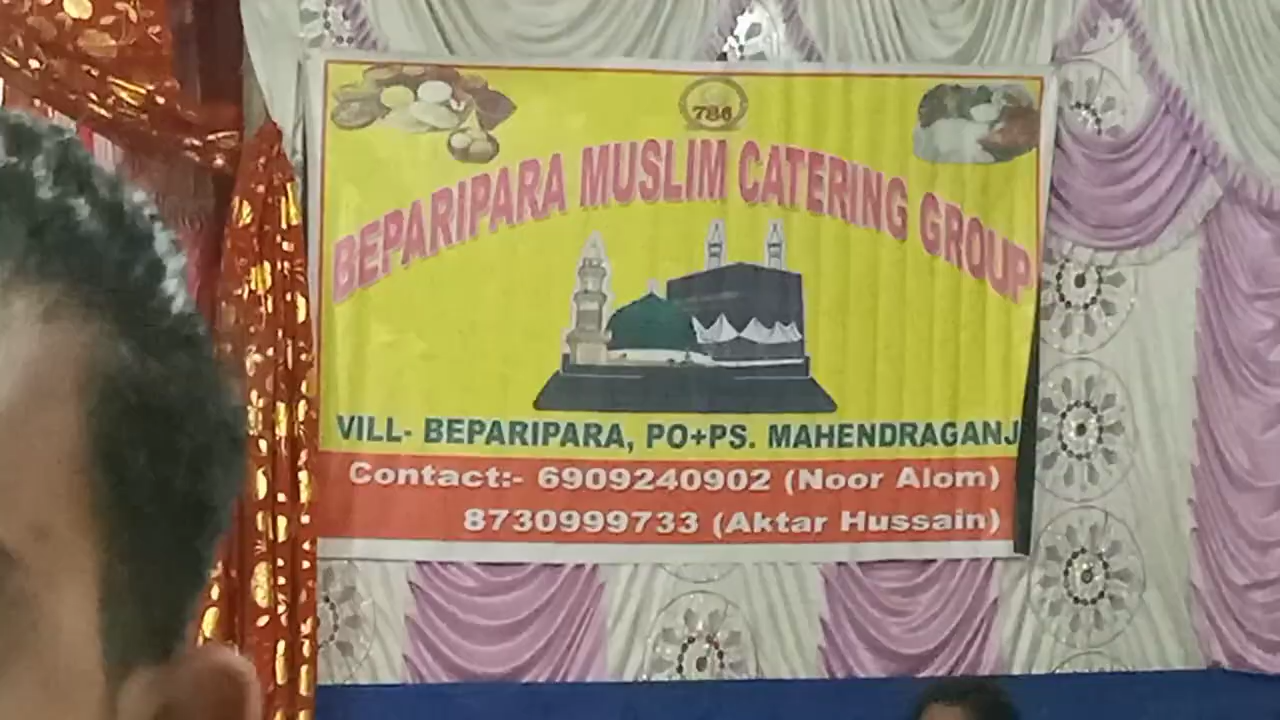 786
BEPARIPARA MUSLIM CATERING GROUP
VILL- BEPARIPARA, PO+PS. MAHENDRAGANJ
Contact:- 6909240902 (Noor Alom)
8730999733 (Aktar Hussain)